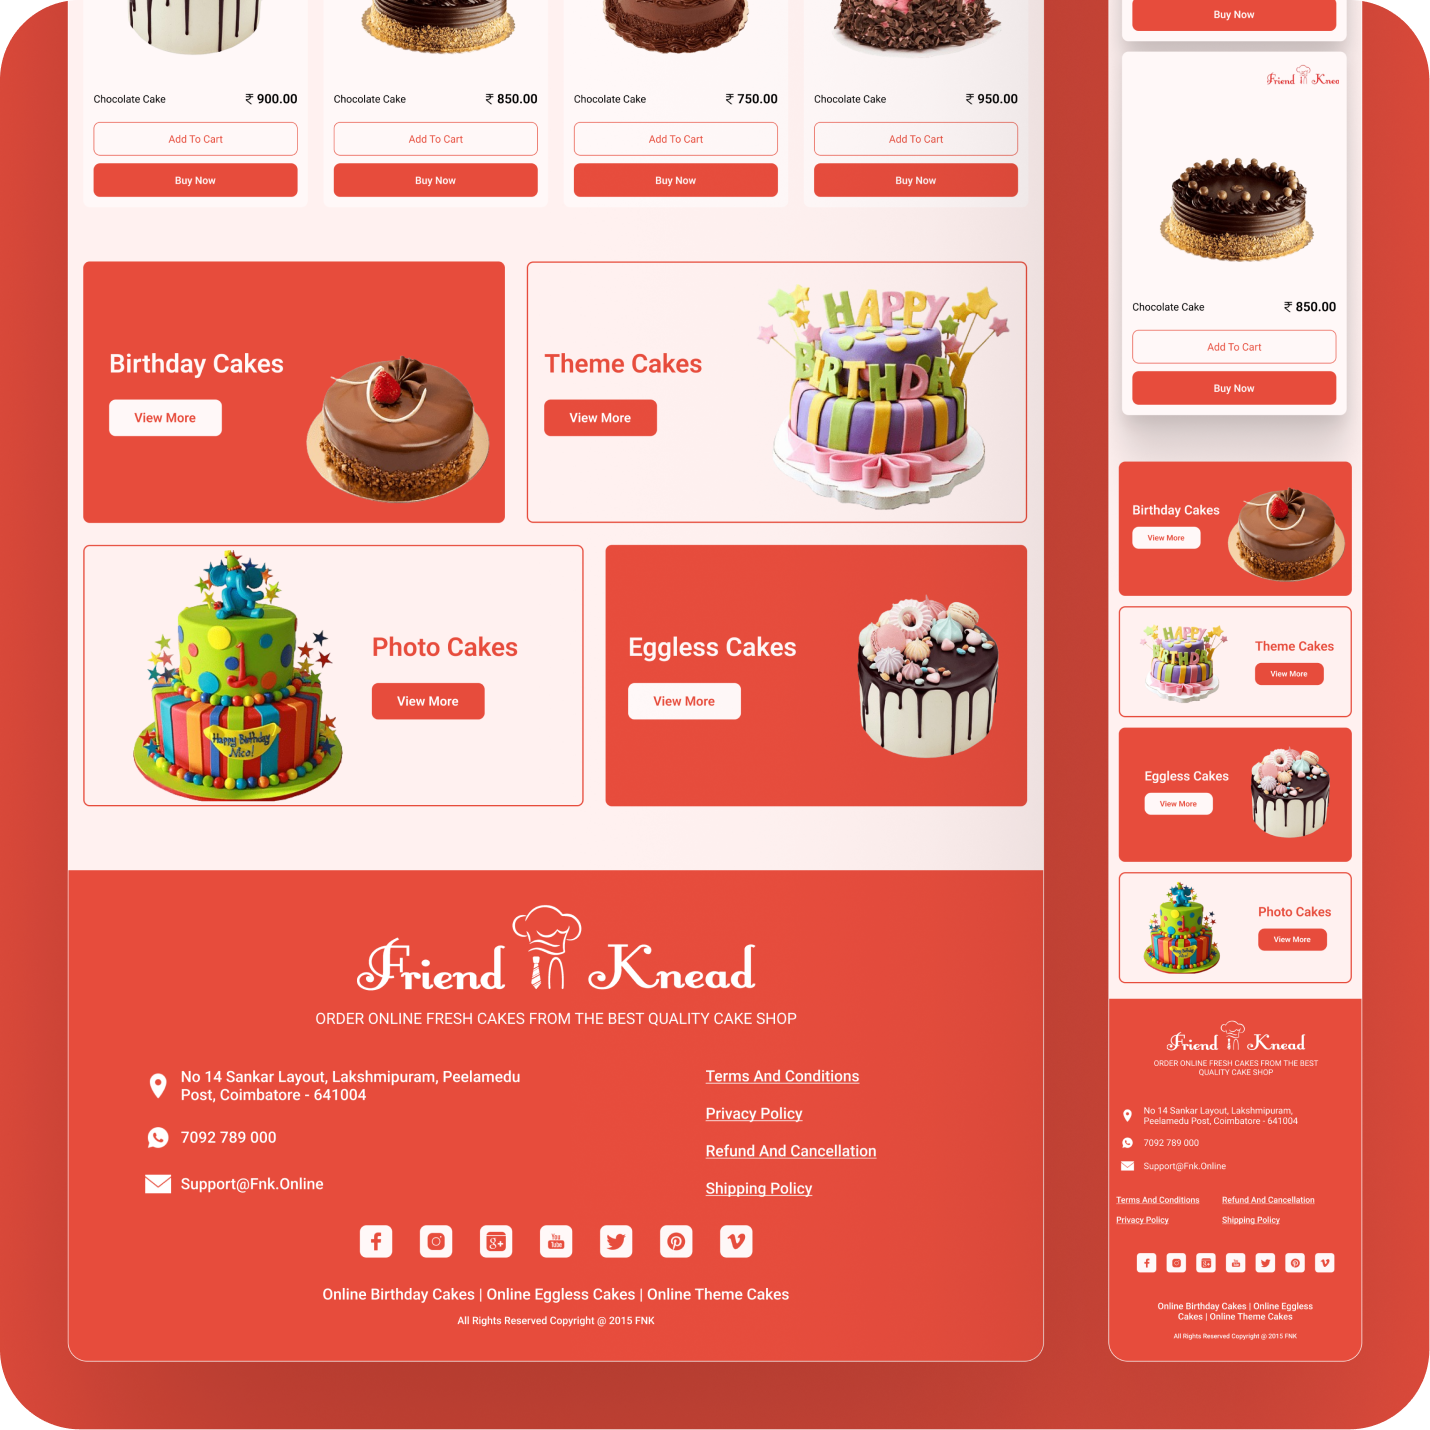 Chocolate Cake ₹ 900.00
Add To Cart
Buy Now
Chocolate Cake ₹ 850.00
Add To Cart
Buy Now
Chocolate Cake ₹ 750.00
Add To Cart
Buy Now
Chocolate Cake ₹ 950.00
Add To Cart
Buy Now
Birthday Cakes
View More
Theme Cakes
View More
HAPPY
BIRTHDAY
1
Happy Birthday
Nico!
Photo Cakes
View More
Eggless Cakes
View More
Friend Knead
ORDER ONLINE FRESH CAKES FROM THE BEST QUALITY CAKE SHOP
No 14 Sankar Layout, Lakshmipuram, Peelamedu
Post, Coimbatore - 641004
7092 789 000
Support@Fnk.Online
Terms And Conditions
Privacy Policy
Refund And Cancellation
Shipping Policy
You
Tube
Online Birthday Cakes | Online Eggless Cakes | Online Theme Cakes
All Rights Reserved Copyright @ 2015 FNK
Buy Now
Friend Knea
Chocolate Cake ₹ 850.00
Add To Cart
Buy Now
Birthday Cakes
View More
HAPPY
BIRTHDAY
Theme Cakes
View More
Eggless Cakes
View More
Photo Cakes
View More
Friend Knead
ORDER ONLINE FRESH CAKES FROM THE BEST
QUALITY CAKE SHOP
No 14 Sankar Layout, Lakshmipuram,
Peelamedu Post, Coimbatore - 641004
7092 789 000
Support@Fnk.Online
Terms And Conditions Refund And Cancellation
Privacy Policy Shipping Policy
Online Birthday Cakes | Online Eggless
Cakes | Online Theme Cakes
All Rights Reserved Copyright @ 2015 FNK